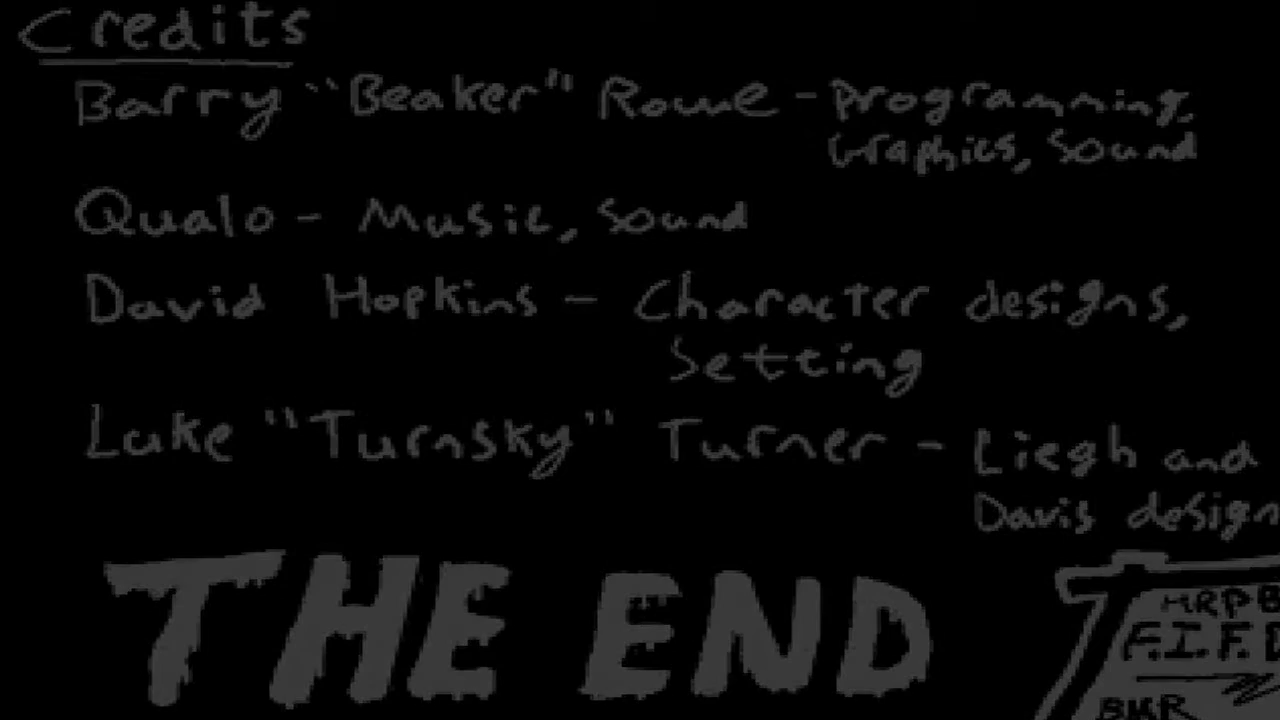 Credits
Barry "Beaker" Rowe - Programming,
Graphics, Sound
Qualo - Music, Sound
David Hopkins - Character designs,
Setting
Luke "Turnsky" Turner - Liegh and
Davis design
THE END
HRPB
F.I.F.
BKR